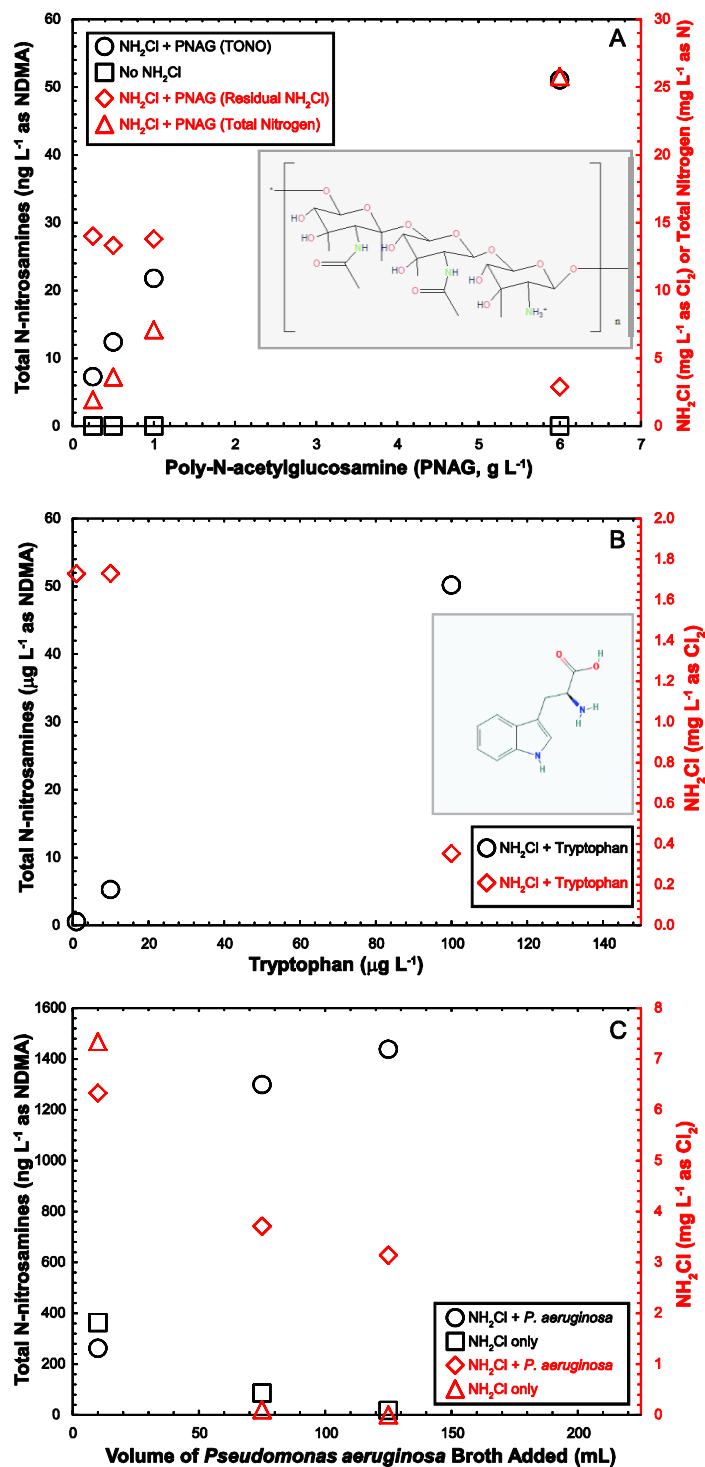 A
NH2Cl + PNAG (TONO)
No NH2Cl
NH2Cl + PNAG (Residual NH2Cl)
NH2Cl + PNAG (Total Nitrogen)
Total N-nitrosamines (ng L-1 as NDMA)
60
50
40
30
20
10
0
NH2Cl (mg L-1 as Cl2) or Total Nitrogen (mg L-1 as N)
30
25
20
15
10
5
0
O O O O O O
HO HO HO HO HO HO
NH NH NH3+
O O
n
0 1 2 3 4 5 6 7
Poly-N-acetylglucosamine (PNAG, g L-1)
B
Total N-nitrosamines (μg L-1 as NDMA)
60
50
40
30
20
10
0
NH2Cl (mg L-1 as Cl2)
2.0
1.8
1.6
1.4
1.2
1.0
0.8
0.6
0.4
0.2
0.0
O H
O
N H
H
N
H
NH2Cl + Tryptophan
NH2Cl + Tryptophan
0 20 40 60 80 100 120 140
Tryptophan (μg L-1)
C
Total N-nitrosamines (ng L-1 as NDMA)
1600
1400
1200
1000
800
600
400
200
0
NH2Cl (mg L-1 as Cl2)
8
7
6
5
4
3
2
1
0
NH2Cl + P. aeruginosa
NH2Cl only
NH2Cl + P. aeruginosa
NH2Cl only
0 50 100 150 200
Volume of Pseudomonas aeruginosa Broth Added (mL)